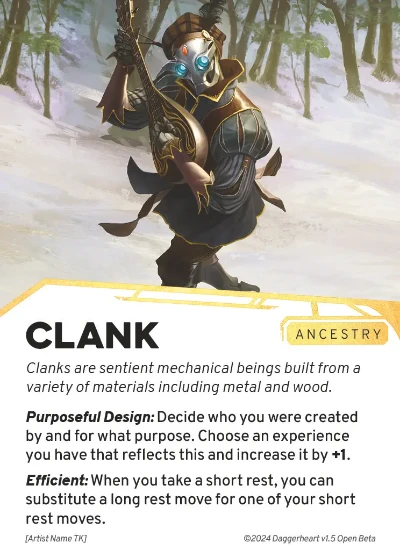 CLANK
ANCESTRY
Clanks are sentient mechanical beings built from a
variety of materials including metal and wood.
Purposeful Design: Decide who you were created
by and for what purpose. Choose an experience
you have that reflects this and increase it by +1.
Efficient: When you take a short rest, you can
substitute a long rest move for one of your short
rest moves.
[Artist Name TK]
©2024 Daggerheart v1.5 Open Beta